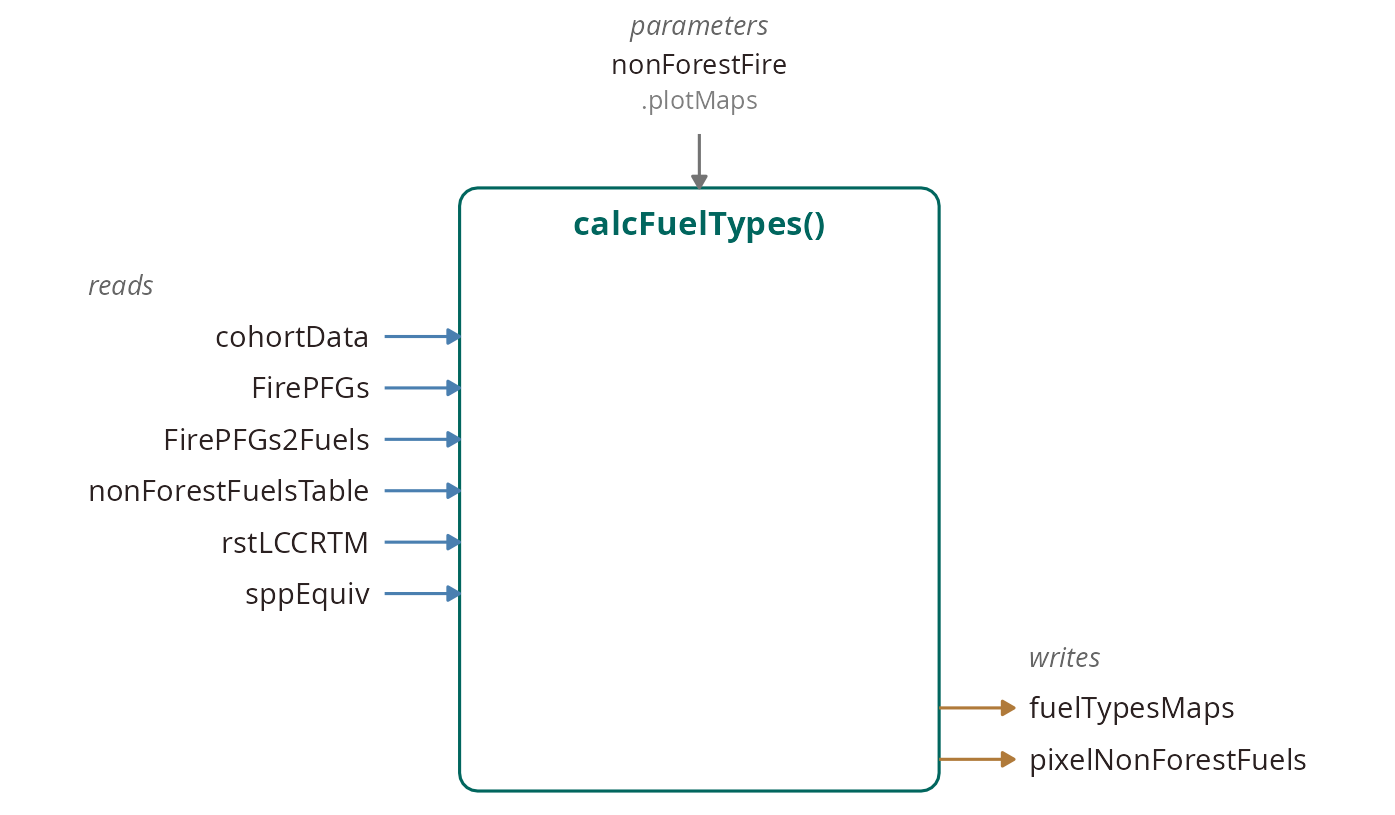 parameters
nonForestFire
.plotMaps
calcFuelTypes()
reads
cohortData
FirePFGs
FirePFGs2Fuels
nonForestFuelsTable
rstLCCRTM
sppEquiv
writes
fuelTypesMaps
pixelNonForestFuels